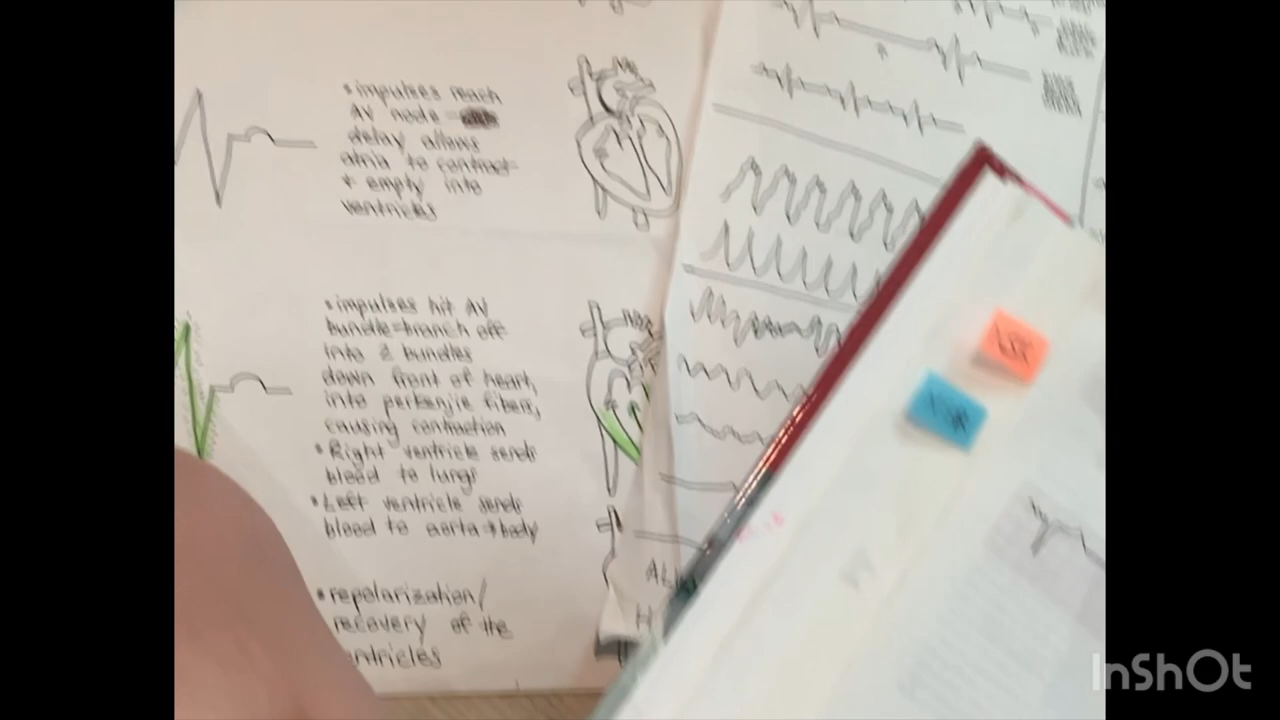 •impulses reach
AV node =
delay allows
atria to contract
+ empty into
ventricles
•impulses hit AV
bundle=branch off
into 2 bundles
down front of heart,
into perkenjie fibers,
causing contraction
•Right ventricle sends
blood to lungs
•Left ventricle sends
blood to aorta→body
•repolarization/
recovery of the
entricles
InShOt